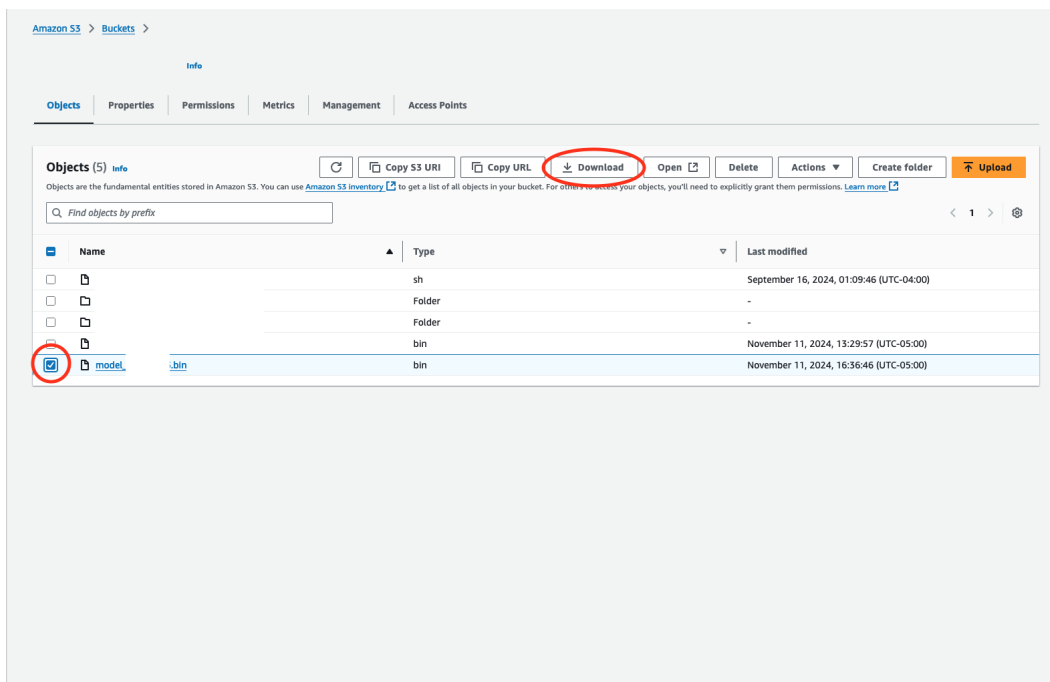 Amazon S3 > Buckets >
Info
Objects Properties Permissions Metrics Management Access Points
Objects (5) Info Copy S3 URI Copy URL Download Open Delete Actions Create folder Upload
Objects are the fundamental entities stored in Amazon S3. You can use Amazon S3 inventory to get a list of all objects in your bucket. For others to access your objects, you'll need to explicitly grant them permissions. Learn more
Find objects by prefix < 1 >
Name Type Last modified
sh September 16, 2024, 01:09:46 (UTC-04:00)
Folder -
Folder -
bin November 11, 2024, 13:29:57 (UTC-05:00)
model_ .bin bin November 11, 2024, 16:36:46 (UTC-05:00)